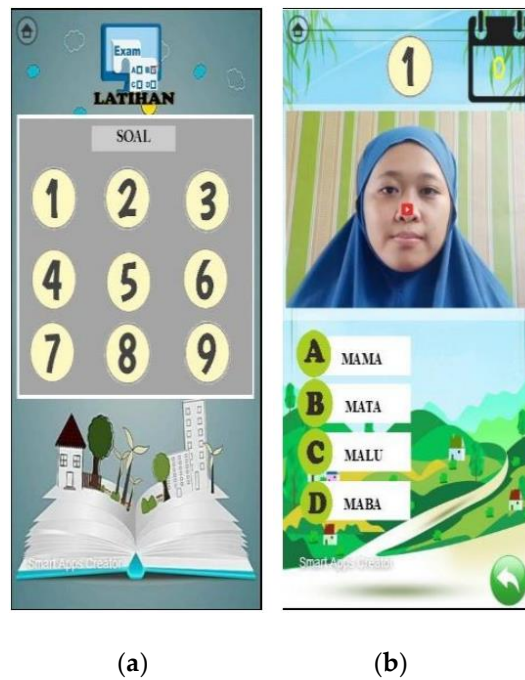 Exam
A B
C D
LATIHAN
SOAL
1 2 3
4 5 6
7 8 9
Smart Apps Creator
(a)
1
0
A MAMA
B MATA
C MALU
D MABA
Smart Apps Creator
(b)